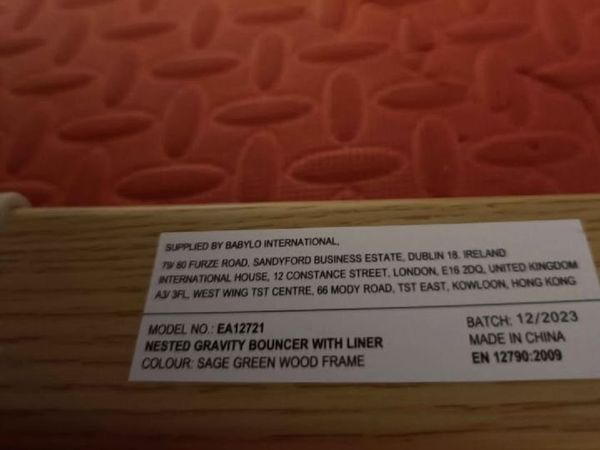 SUPPLIED BY BABYLO INTERNATIONAL,
79/ 80 FURZE ROAD, SANDYFORD BUSINESS ESTATE, DUBLIN 18. IRELAND
INTERNATIONAL HOUSE, 12 CONSTANCE STREET, LONDON, E16 2DQ, UNITED KINGDOM
A3/ 3FL, WEST WING TST CENTRE, 66 MODY ROAD, TST EAST, KOWLOON, HONG KONG
MODEL NO.: EA12721
NESTED GRAVITY BOUNCER WITH LINER
COLOUR: SAGE GREEN WOOD FRAME
BATCH: 12/2023
MADE IN CHINA
EN 12790:2009